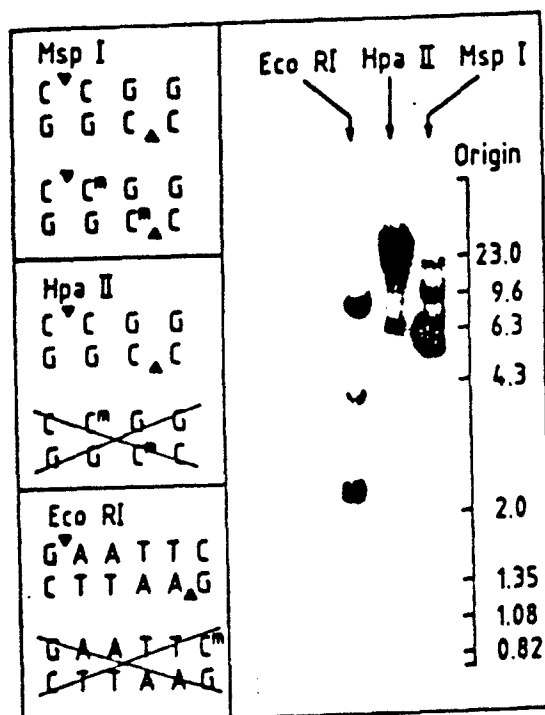 Msp I
C C G G
G G C C
C Cᵐ G G
G G Cᵐ C
Hpa II
C C G G
G G C C
C Cᵐ G G
G G Cᵐ C
Eco RI
G A A T T C
C T T A A G
G A A T T Cᵐ
C T T A A G
Eco RI Hpa II Msp I
Origin
23.0
9.6
6.3
4.3
2.0
1.35
1.08
0.82